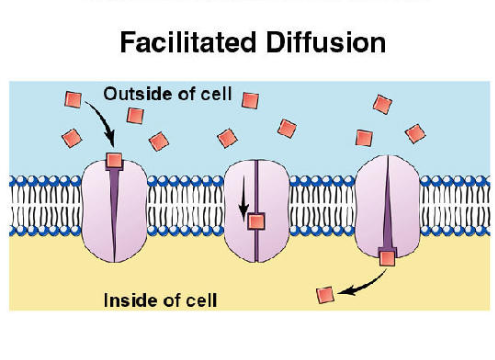 Facilitated Diffusion
Outside of cell
Inside of cell